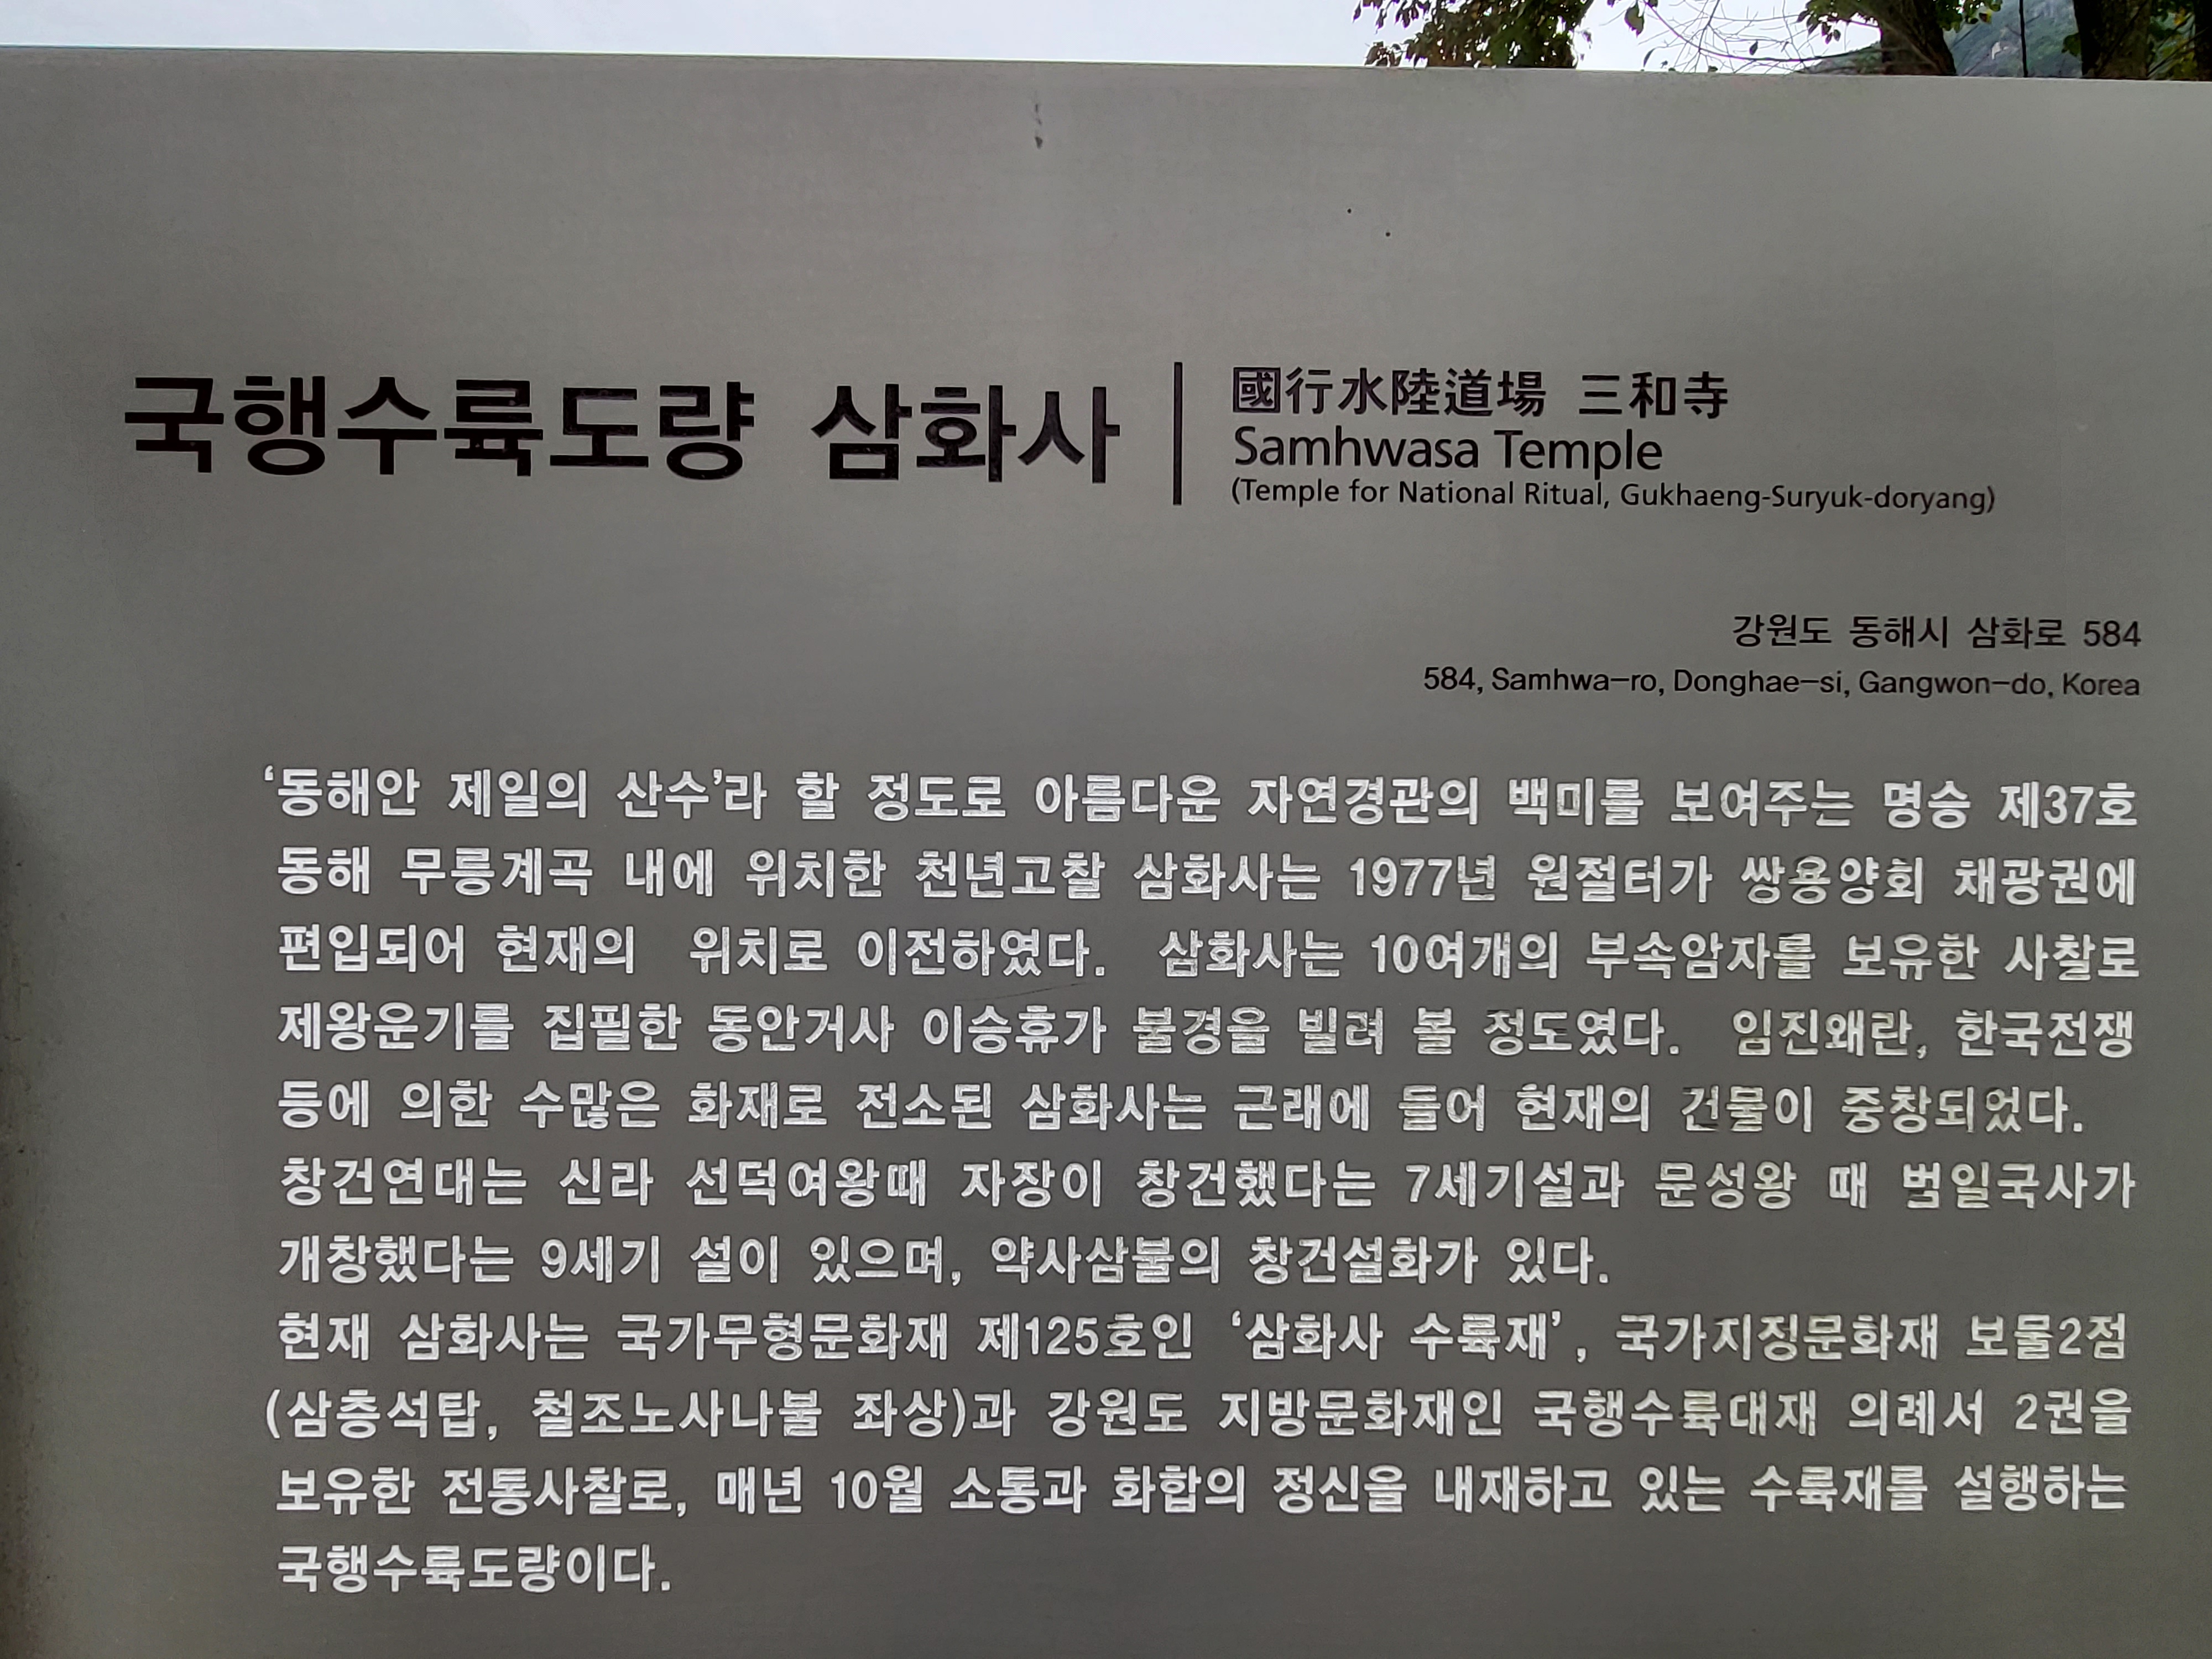 국행수륙도량 삼화사
國行水陸道場 三和寺
Samhwasa Temple
(Temple for National Ritual, Gukhaeng-Suryuk-doryang)
강원도 동해시 삼화로 584
584, Samhwa-ro, Donghae-si, Gangwon-do, Korea
‘동해안 제일의 산수’라 할 정도로 아름다운 자연경관의 백미를 보여주는 명승 제37호
동해 무릉계곡 내에 위치한 천년고찰 삼화사는 1977년 원절터가 쌍용양회 채광권에
편입되어 현재의 위치로 이전하였다. 삼화사는 10여개의 부속암자를 보유한 사찰로
제왕운기를 집필한 동안거사 이승휴가 불경을 빌려 볼 정도였다. 임진왜란, 한국전쟁
등에 의한 수많은 화재로 전소된 삼화사는 근래에 들어 현재의 건물이 중창되었다.
창건연대는 신라 선덕여왕때 자장이 창건했다는 7세기설과 문성왕 때 범일국사가
개창했다는 9세기 설이 있으며, 약사삼불의 창건설화가 있다.
현재 삼화사는 국가무형문화재 제125호인 ‘삼화사 수륙재’, 국가지정문화재 보물2점
(삼층석탑, 철조노사나불 좌상)과 강원도 지방문화재인 국행수륙대재 의례서 2권을
보유한 전통사찰로, 매년 10월 소통과 화합의 정신을 내재하고 있는 수륙재를 설행하는
국행수륙도량이다.